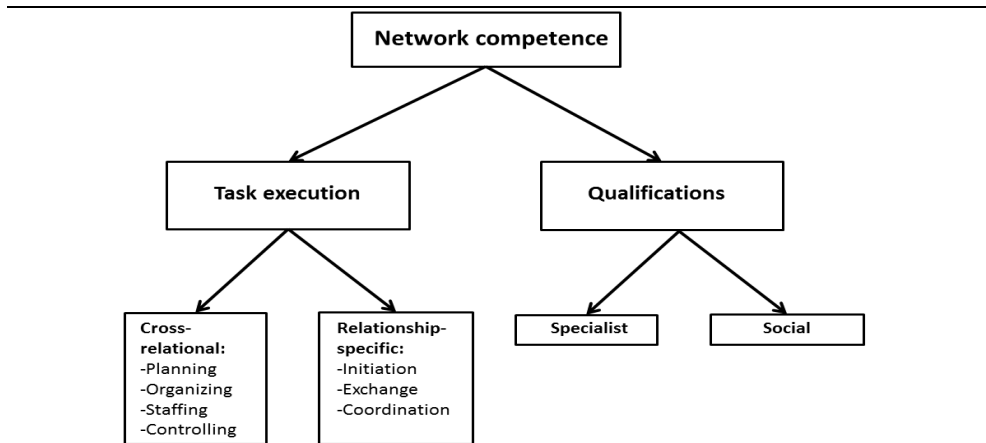 Network competence
Task execution
Qualifications
Cross-
relational:
-Planning
-Organizing
-Staffing
-Controlling
Relationship-
specific:
-Initiation
-Exchange
-Coordination
Specialist
Social